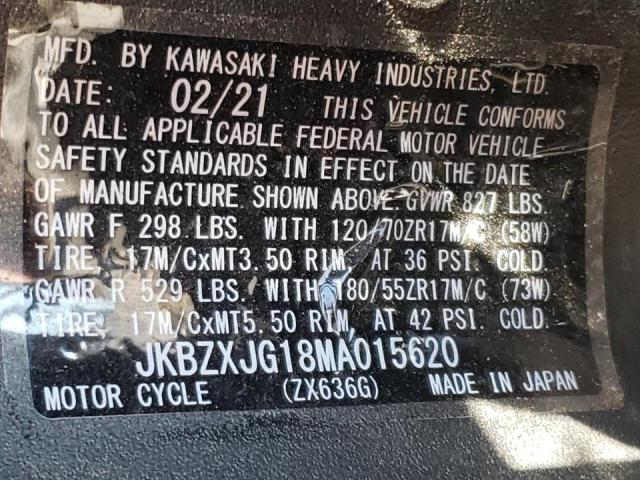 MFD. BY KAWASAKI HEAVY INDUSTRIES, LTD.
DATE: 02/21 THIS VEHICLE CONFORMS
TO ALL APPLICABLE FEDERAL MOTOR VEHICLE
SAFETY STANDARDS IN EFFECT ON THE DATE
OF MANUFACTURE SHOWN ABOVE GVWR 827 LBS.
GAWR F 298 LBS. WITH 120/70ZR17M/C (58W)
TIRE, 17M/CxMT3.50 RIM, AT 36 PSI. COLD.
GAWR R 529 LBS. WITH 180/55ZR17M/C (73W)
TIRE, 17M/CxMT5.50 RIM, AT 42 PSI. COLD.
JKBZXJG18MA015620
MOTOR CYCLE (ZX636G) MADE IN JAPAN